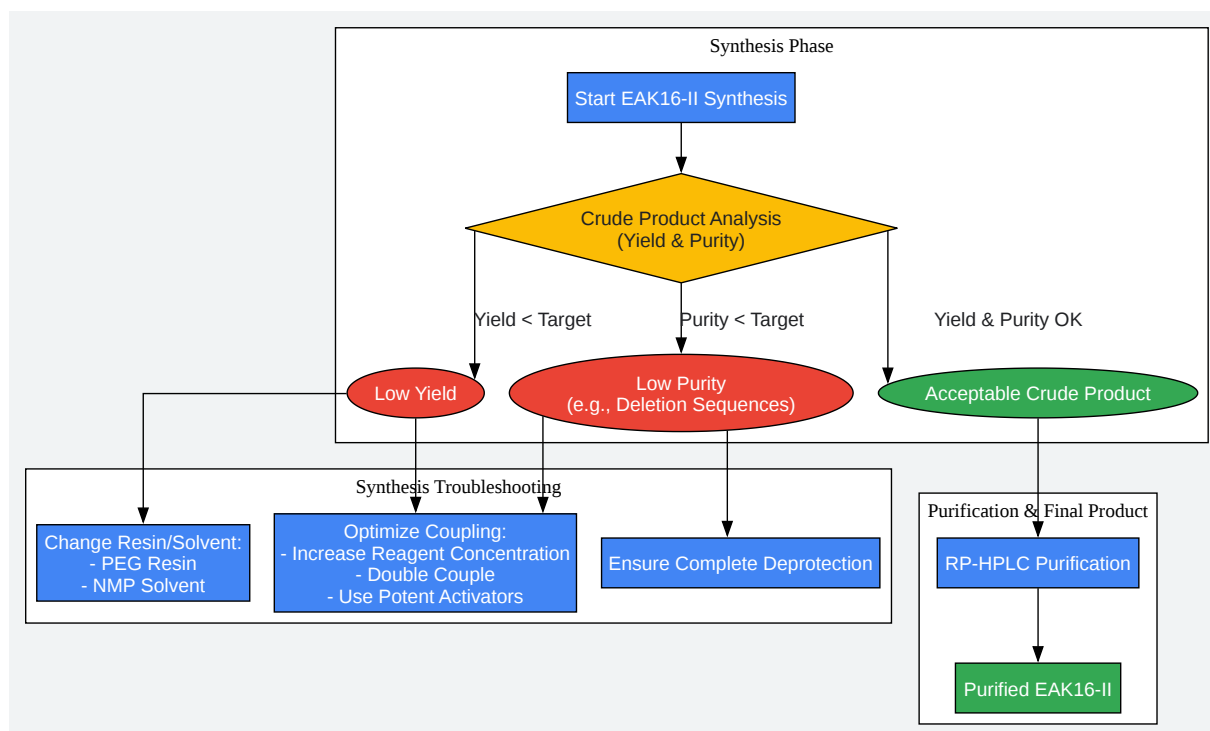 Synthesis Phase
Start EAK16-II Synthesis
Crude Product Analysis
(Yield & Purity)
Yield < Target
Purity < Target
Yield & Purity OK
Low Yield
Low Purity
(e.g., Deletion Sequences)
Acceptable Crude Product
Synthesis Troubleshooting
Change Resin/Solvent:
- PEG Resin
- NMP Solvent
Optimize Coupling:
- Increase Reagent Concentration
- Double Couple
- Use Potent Activators
Ensure Complete Deprotection
Purification & Final Product
RP-HPLC Purification
Purified EAK16-II